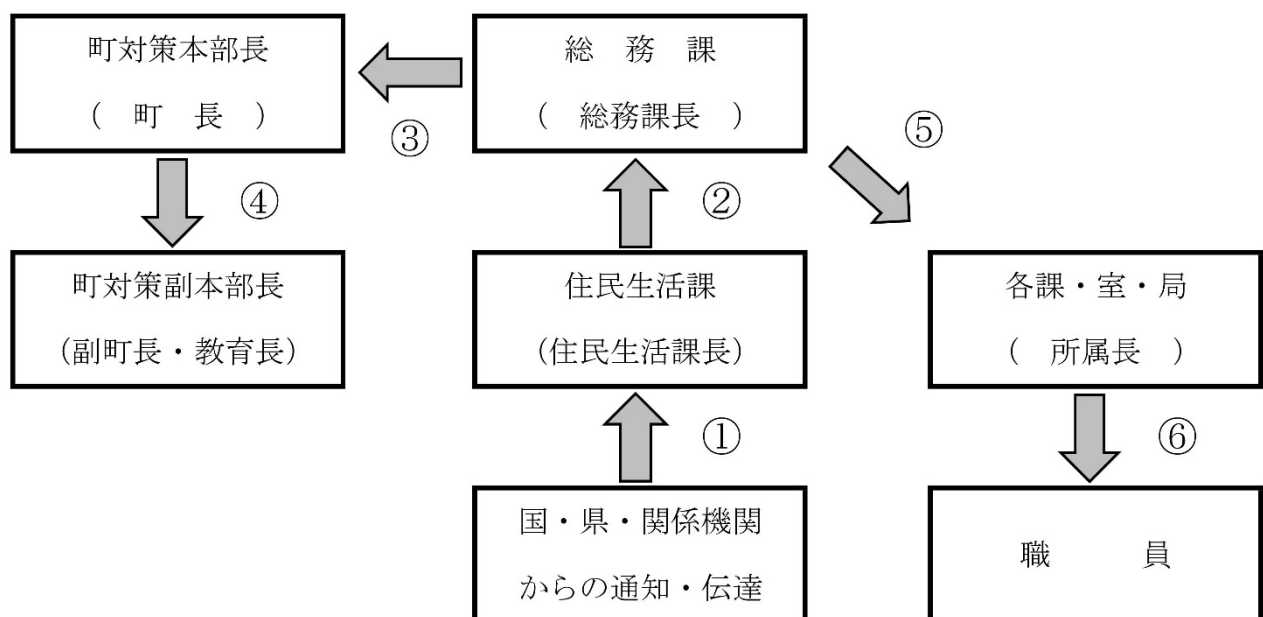 町対策本部長
（　町　長　）
③
総　務　課
（　総務課長　）
⑤
④
②
町対策副本部長
（副町長・教育長）
住民生活課
（住民生活課長）
各課・室・局
（　所属長　）
①
⑥
国・県・関係機関
からの通知・伝達
職　　　員